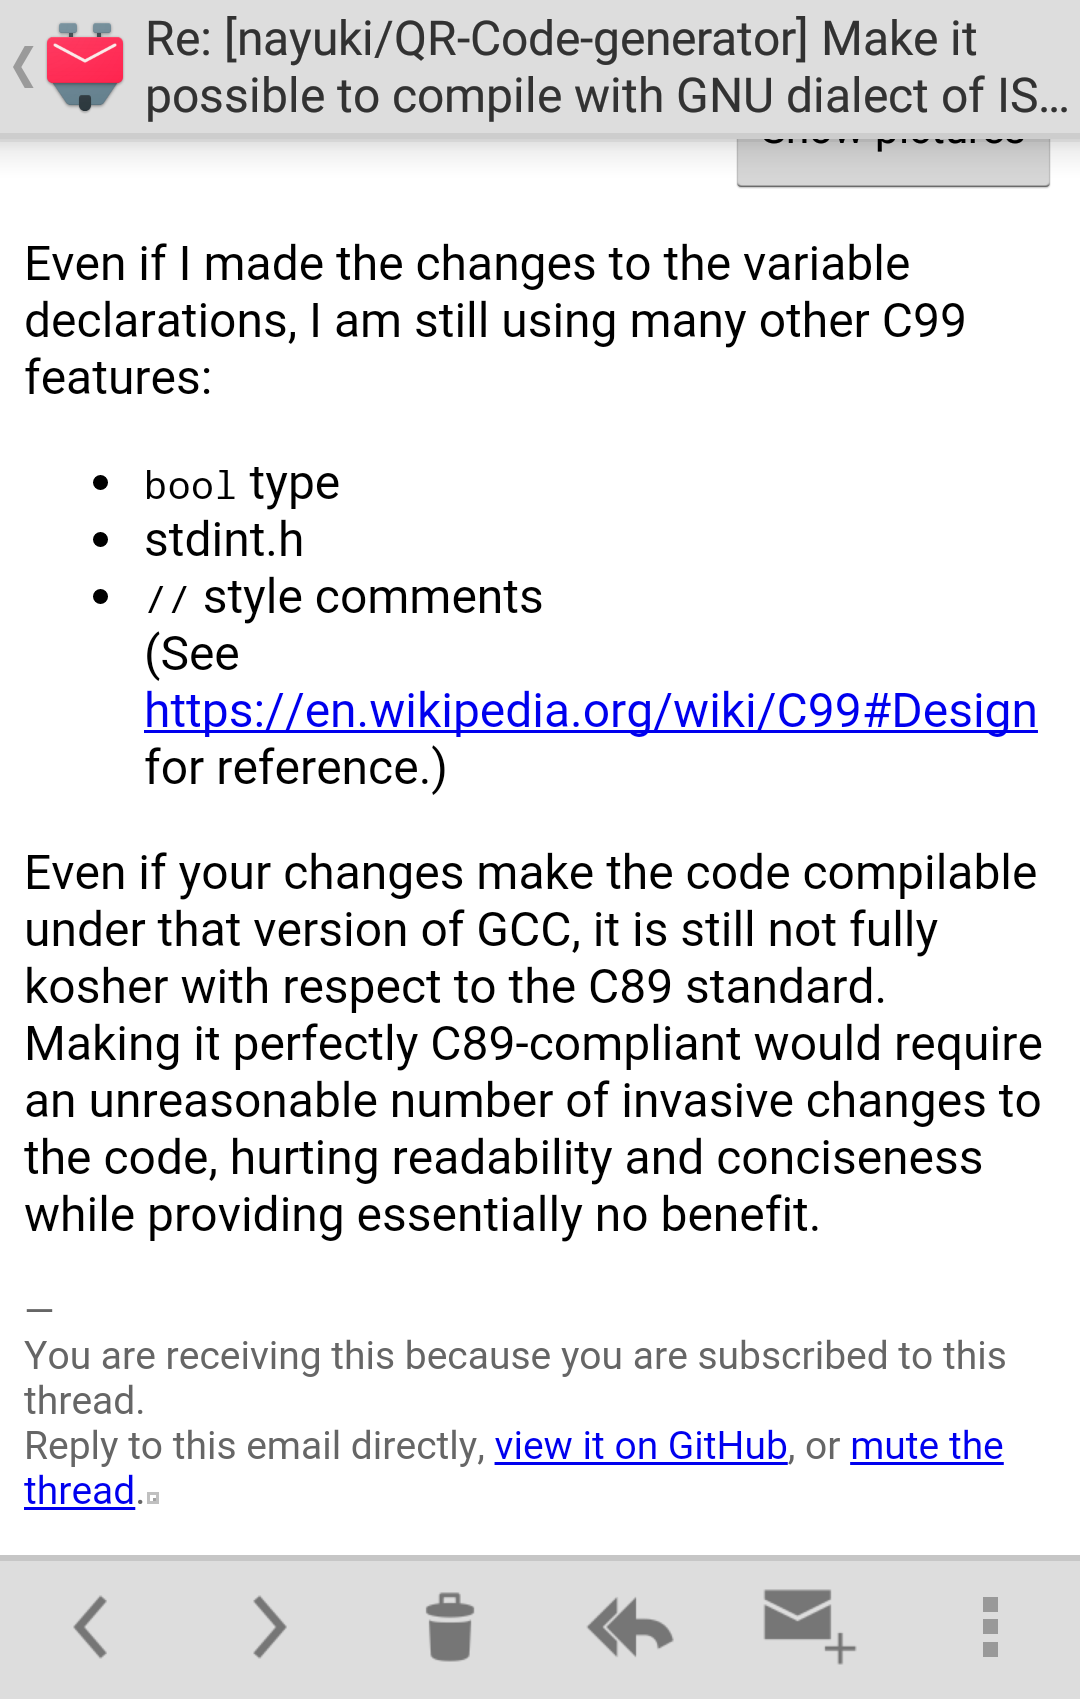 Re: [nayuki/QR-Code-generator] Make it
possible to compile with GNU dialect of IS...
Show pictures
Even if I made the changes to the variable
declarations, I am still using many other C99
features:
• bool type
• stdint.h
• // style comments
(See
https://en.wikipedia.org/wiki/C99#Design
for reference.)
Even if your changes make the code compilable
under that version of GCC, it is still not fully
kosher with respect to the C89 standard.
Making it perfectly C89-compliant would require
an unreasonable number of invasive changes to
the code, hurting readability and conciseness
while providing essentially no benefit.
—
You are receiving this because you are subscribed to this
thread.
Reply to this email directly, view it on GitHub, or mute the
thread.